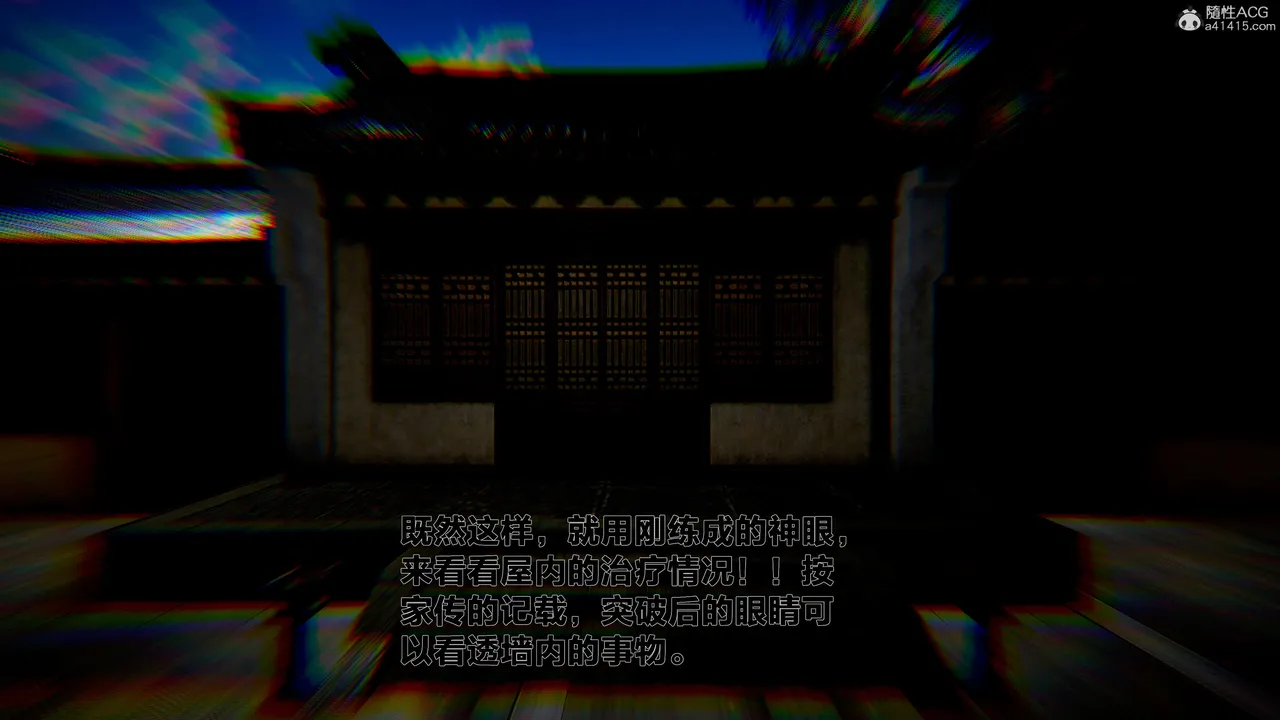 隨性ACG
a41415.com
既然这样，就用刚练成的神眼，
来看看屋内的治疗情况！！按
家传的记载，突破后的眼睛可
以看透墙内的事物。